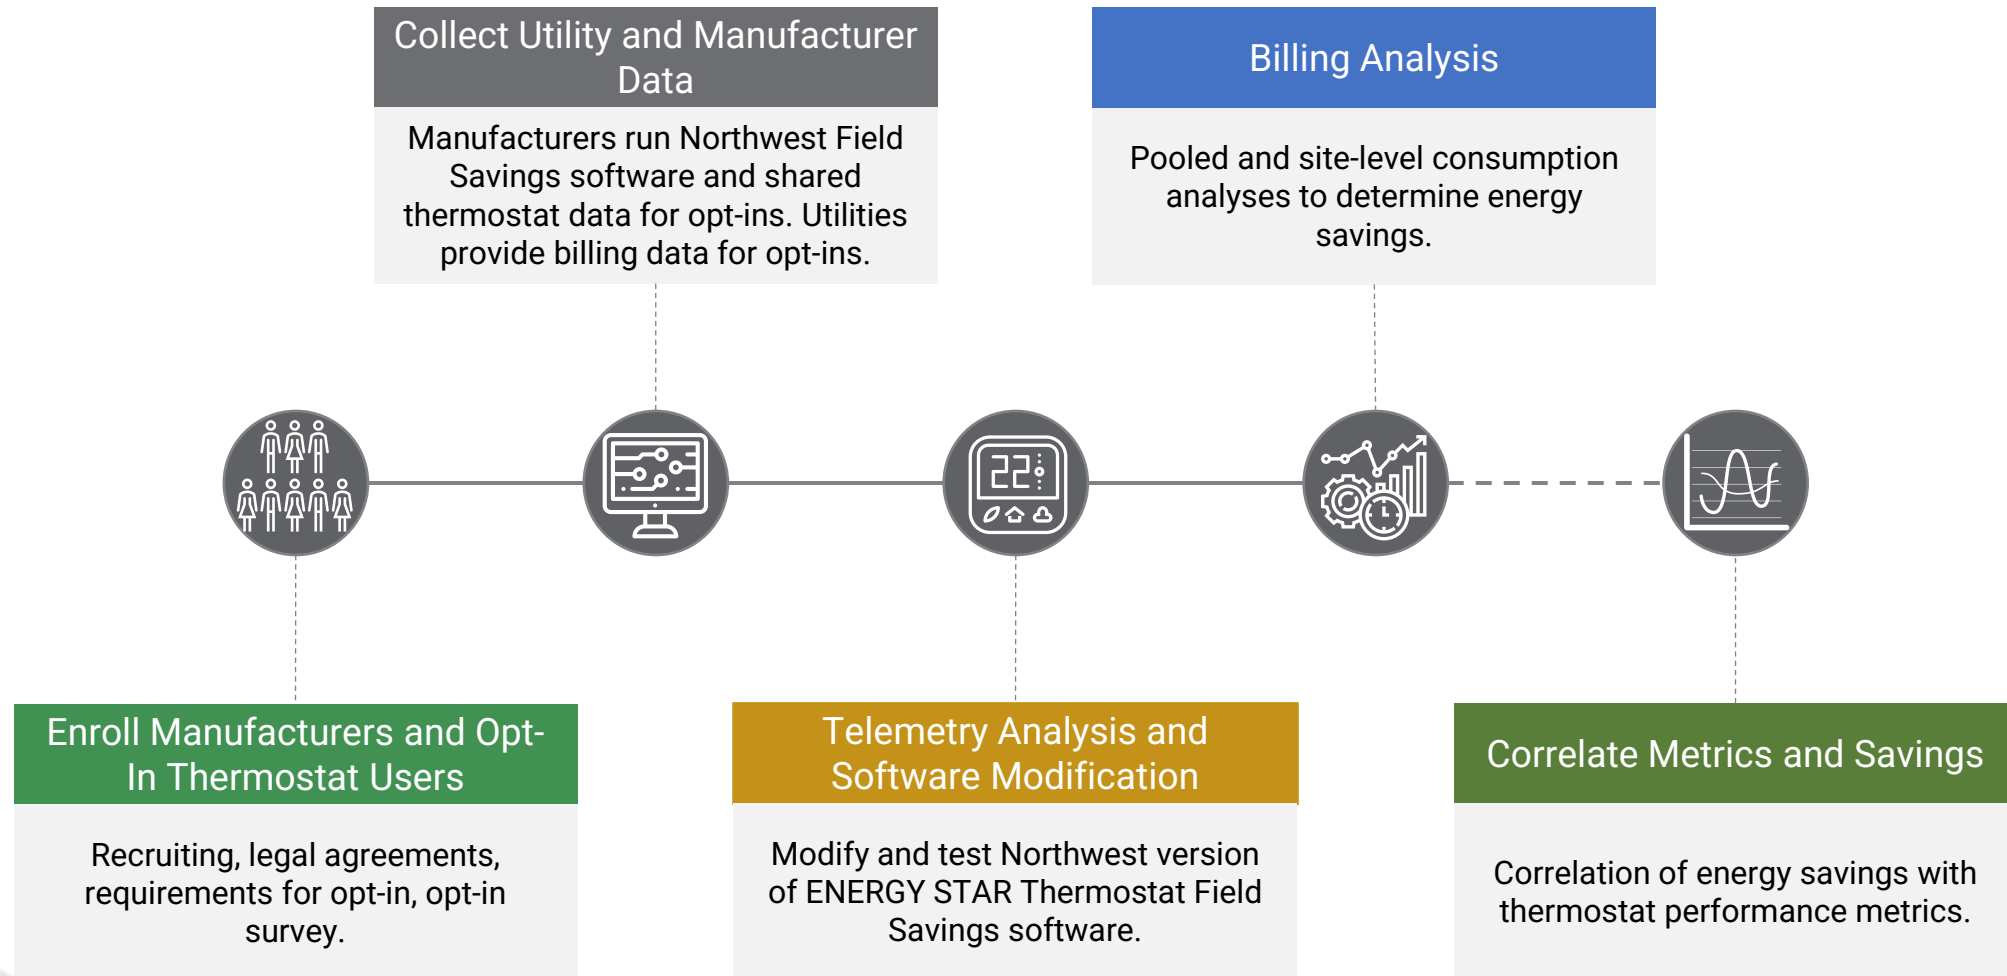 Collect Utility and Manufacturer
Data
Manufacturers run Northwest Field
Savings software and shared
thermostat data for opt-ins. Utilities
provide billing data for opt-ins.
Billing Analysis
Pooled and site-level consumption
analyses to determine energy
savings.
22
Enroll Manufacturers and Opt-
In Thermostat Users
Recruiting, legal agreements,
requirements for opt-in, opt-in
survey.
Telemetry Analysis and
Software Modification
Modify and test Northwest version
of ENERGY STAR Thermostat Field
Savings software.
Correlate Metrics and Savings
Correlation of energy savings with
thermostat performance metrics.